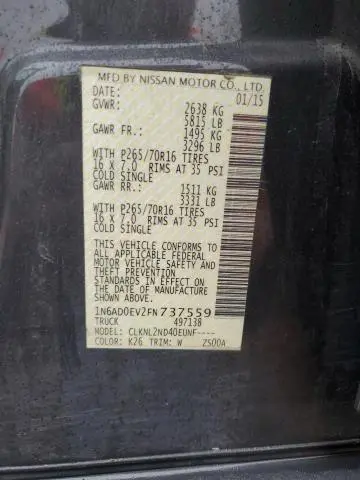 MFD BY NISSAN MOTOR CO., LTD.
DATE: 01/15
GVWR: 2638 KG
5815 LB
GAWR FR.: 1495 KG
3296 LB
WITH P265/70R16 TIRES
16 X 7.0 RIMS AT 35 PSI
COLD SINGLE
GAWR RR: 1511 KG
3331 LB
WITH P265/70R16 TIRES
16 X 7.0 RIMS AT 35 PSI
COLD SINGLE
THIS VEHICLE CONFORMS TO
ALL APPLICABLE FEDERAL
MOTOR VEHICLE SAFETY
STANDARDS IN EFFECT ON
THE DATE OF MANUFACTURE
SHOWN ABOVE
1N6AD0EV2FN737559
TRUCK 497138
MODEL: CLKNL2ND40EUNF----
COLOR: K26 TRIM: W ZS00A